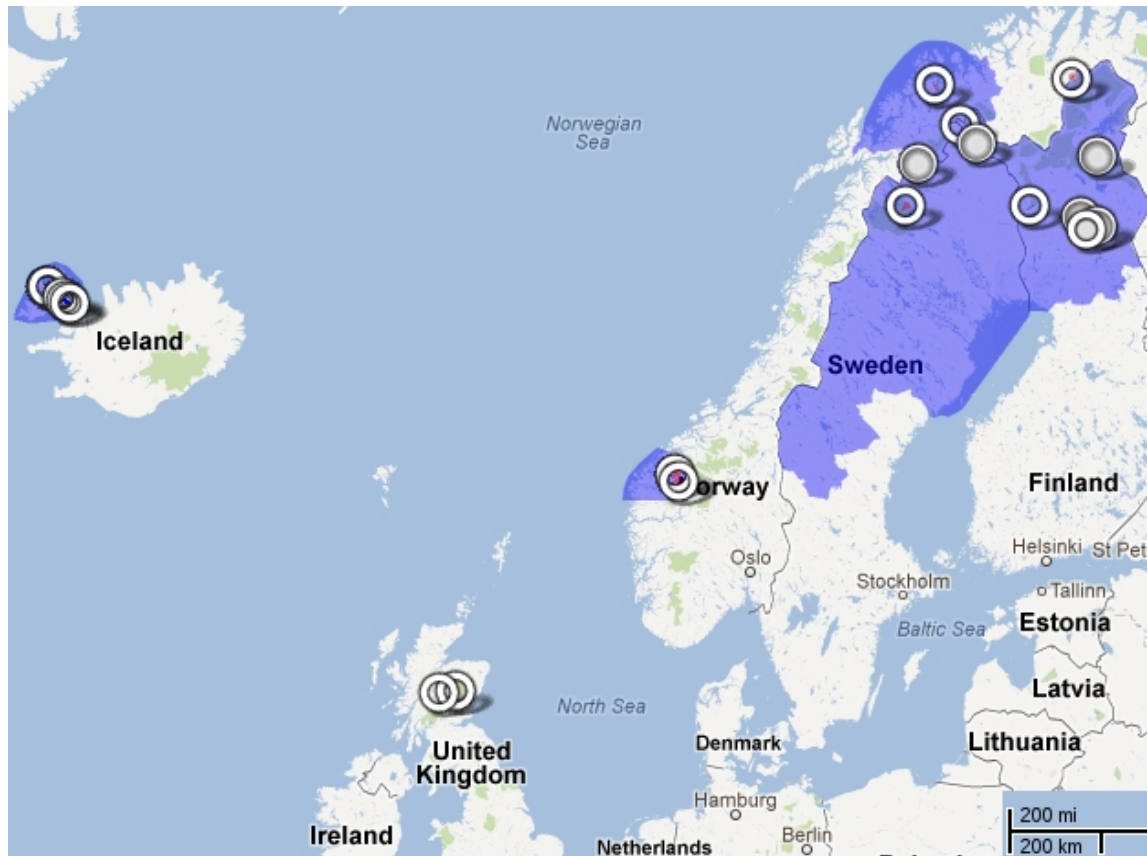 Norwegian
Sea
Iceland
Sweden
Norway
Finland
Oslo
Helsinki
St Pet
Stockholm
Tallinn
Baltic Sea
Estonia
North Sea
Latvia
Denmark
Lithuania
United
Kingdom
Hamburg
Ireland
Netherlands
Berlin
200 mi
200 km